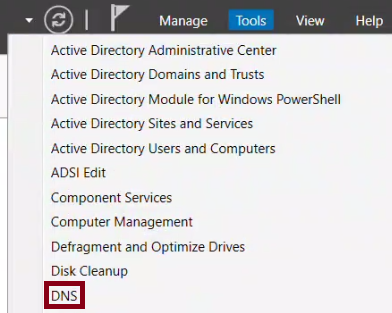 Manage Tools View Help
Active Directory Administrative Center
Active Directory Domains and Trusts
Active Directory Module for Windows PowerShell
Active Directory Sites and Services
Active Directory Users and Computers
ADSI Edit
Component Services
Computer Management
Defragment and Optimize Drives
Disk Cleanup
DNS